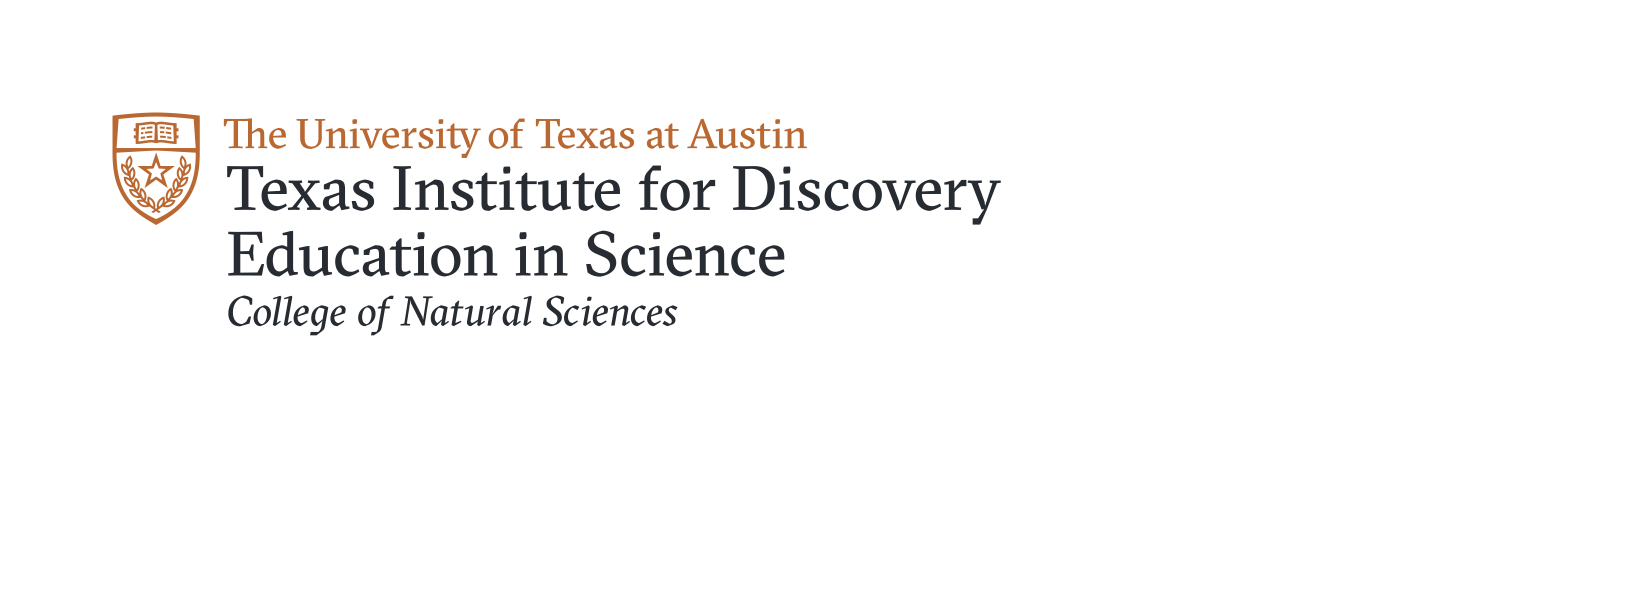 The University of Texas at Austin
Texas Institute for Discovery
Education in Science
College of Natural Sciences